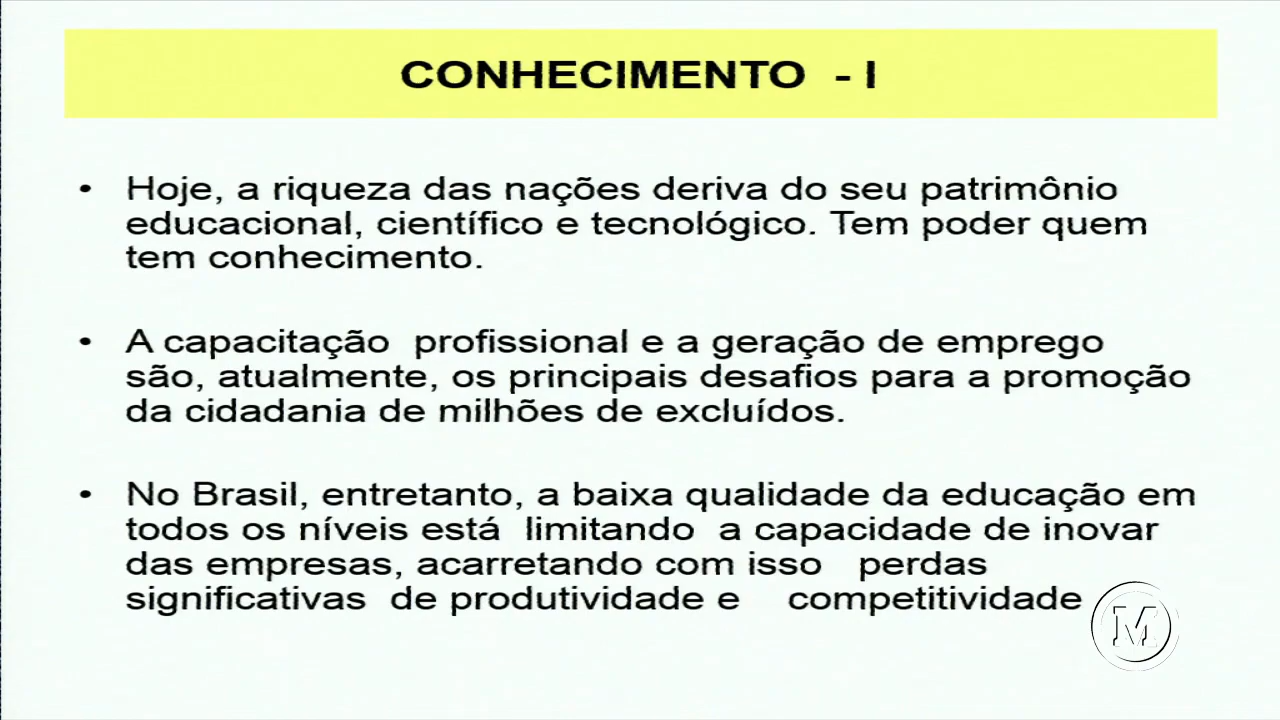 CONHECIMENTO - I
• Hoje, a riqueza das nações deriva do seu patrimônio
educacional, científico e tecnológico. Tem poder quem
tem conhecimento.
• A capacitação profissional e a geração de emprego
são, atualmente, os principais desafios para a promoção
da cidadania de milhões de excluídos.
• No Brasil, entretanto, a baixa qualidade da educação em
todos os níveis está limitando a capacidade de inovar
das empresas, acarretando com isso perdas
significativas de produtividade e competitividade
M